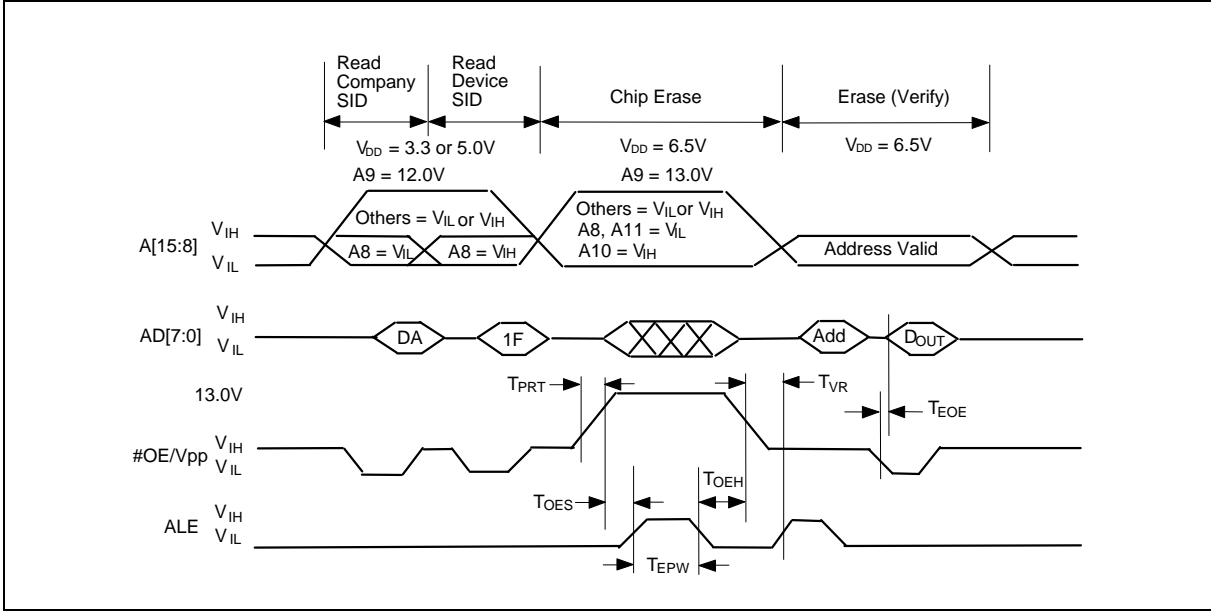 Read
Company
SID
Read
Device
SID
Chip Erase
Erase (Verify)
VDD = 3.3 or 5.0V
VDD = 6.5V
VDD = 6.5V
A9 = 12.0V
A9 = 13.0V
Others = VIL or VIH
Others = VIL or VIH
A8, A11 = VIL
A10 = VIH
A[15:8]
VIH
VIL
A8 = VIL
A8 = VIH
Address Valid
AD[7:0]
VIH
VIL
DA
1F
Add
DOUT
TPRT
TVR
TEOE
13.0V
#OE/Vpp
VIH
VIL
TOES
TOEH
ALE
VIH
VIL
TEPW